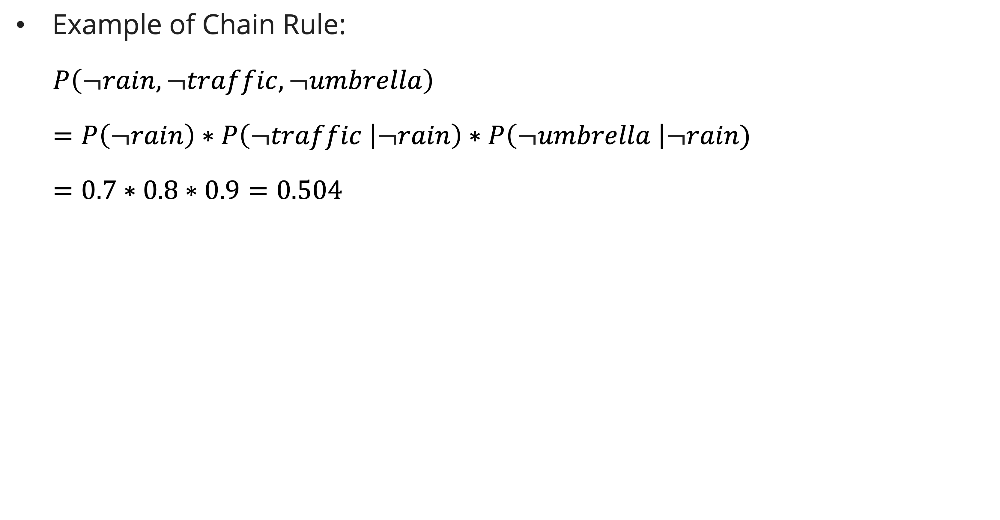 • Example of Chain Rule:
P(¬rain, ¬traffic, ¬umbrella)
= P(¬rain) ∗ P(¬traffic |¬rain) ∗ P(¬umbrella |¬rain)
= 0.7 ∗ 0.8 ∗ 0.9 = 0.504